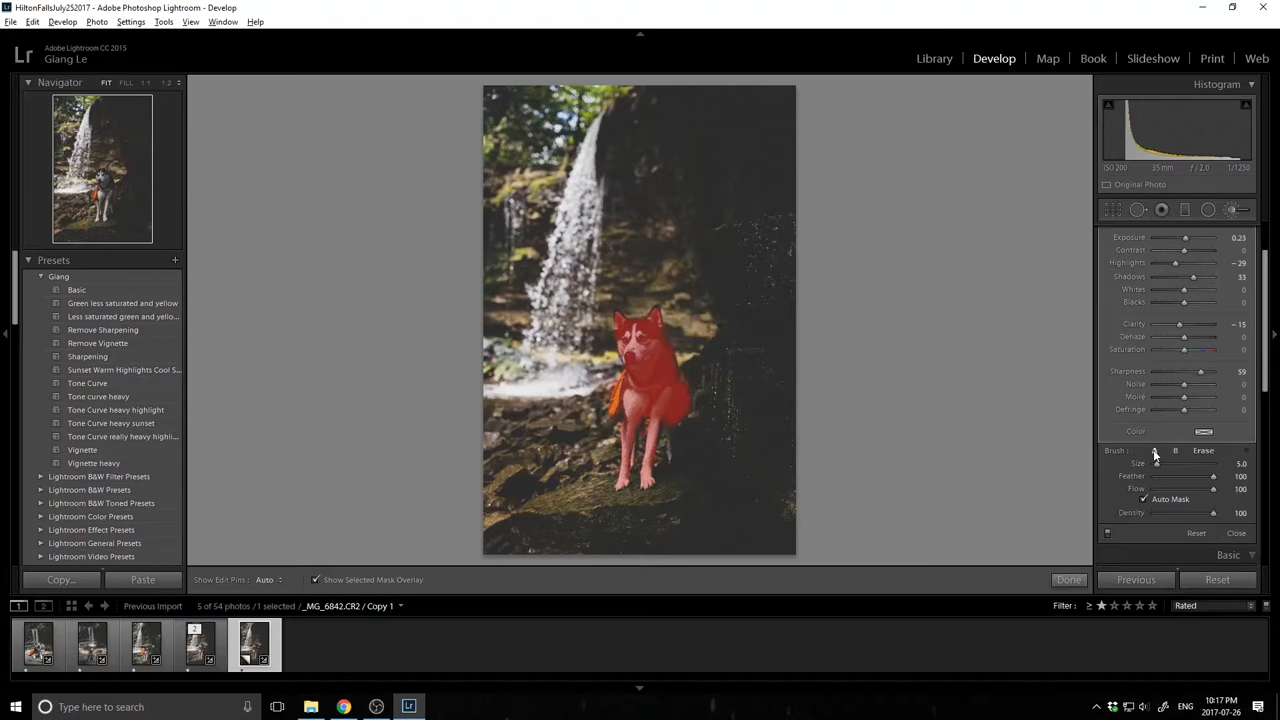 HiltonFallsJuly252017 - Adobe Photoshop Lightroom - Develop
File Edit Develop Photo Settings Tools View Window Help
Lr
Adobe Lightroom CC 2015
Giang Le
Library | Develop | Map | Book | Slideshow | Print | Web
Navigator FIT FILL 1:1 1:2
Presets +
Giang
Basic
Green less saturated and yellow
Less saturated green and yello...
Remove Sharpening
Remove Vignette
Sharpening
Sunset Warm Highlights Cool S...
Tone Curve
Tone curve heavy
Tone Curve heavy highlight
Tone Curve heavy sunset
Tone Curve really heavy highli...
Vignette
Vignette heavy
Lightroom B&W Filter Presets
Lightroom B&W Presets
Lightroom B&W Toned Presets
Lightroom Color Presets
Lightroom Effect Presets
Lightroom General Presets
Lightroom Video Presets
Copy... Paste
Show Edit Pins : Auto Show Selected Mask Overlay Done
Histogram
ISO 200 35 mm f / 2.0 1/1250
Original Photo
Exposure 0.23
Contrast 0
Highlights – 29
Shadows 33
Whites 0
Blacks 0
Clarity – 15
Dehaze 0
Saturation 0
Sharpness 59
Noise 0
Moiré 0
Defringe 0
Color
Brush : A B Erase
Size 5.0
Feather 100
Flow 100
Auto Mask
Density 100
Reset Close
Basic
Previous Reset
1 2 Previous Import 5 of 54 photos / 1 selected / _MG_6842.CR2 / Copy 1 Filter : ≥ Rated
2
Type here to search
Lr
ENG
10:17 PM
2017-07-26